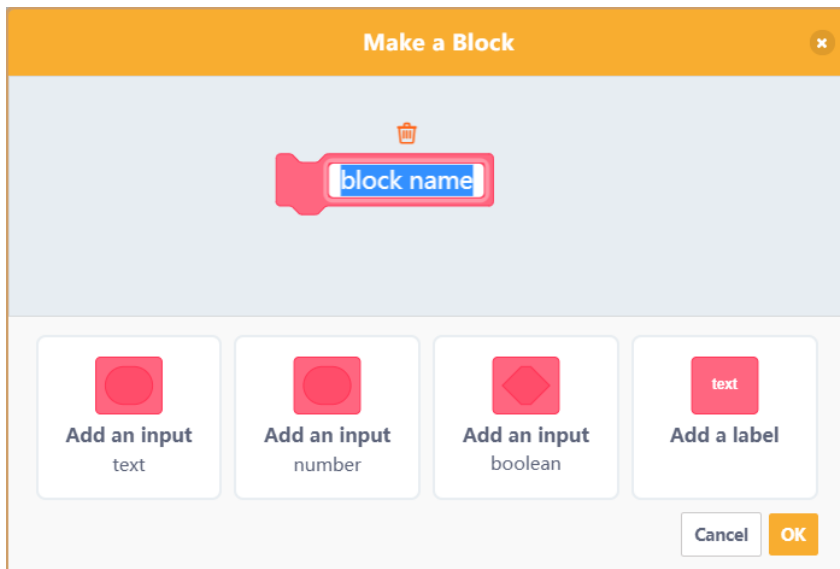 Make a Block
block name
text
Add an input
text
Add an input
number
Add an input
boolean
Add a label
Cancel
OK